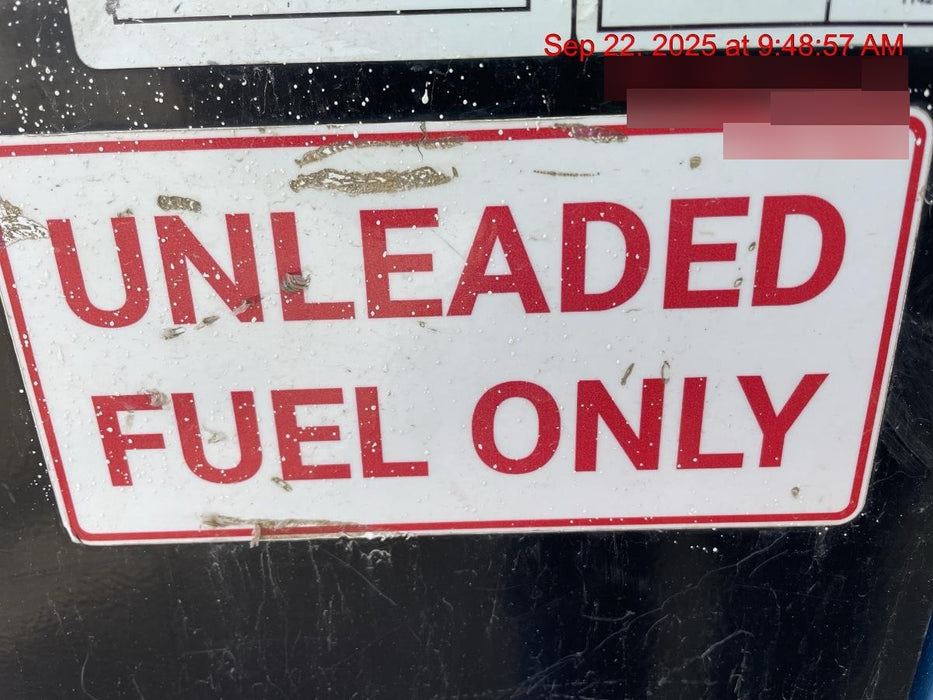 Sep 22. 2025 at 9:48:57 AM
UNLEADED
FUEL ONLY